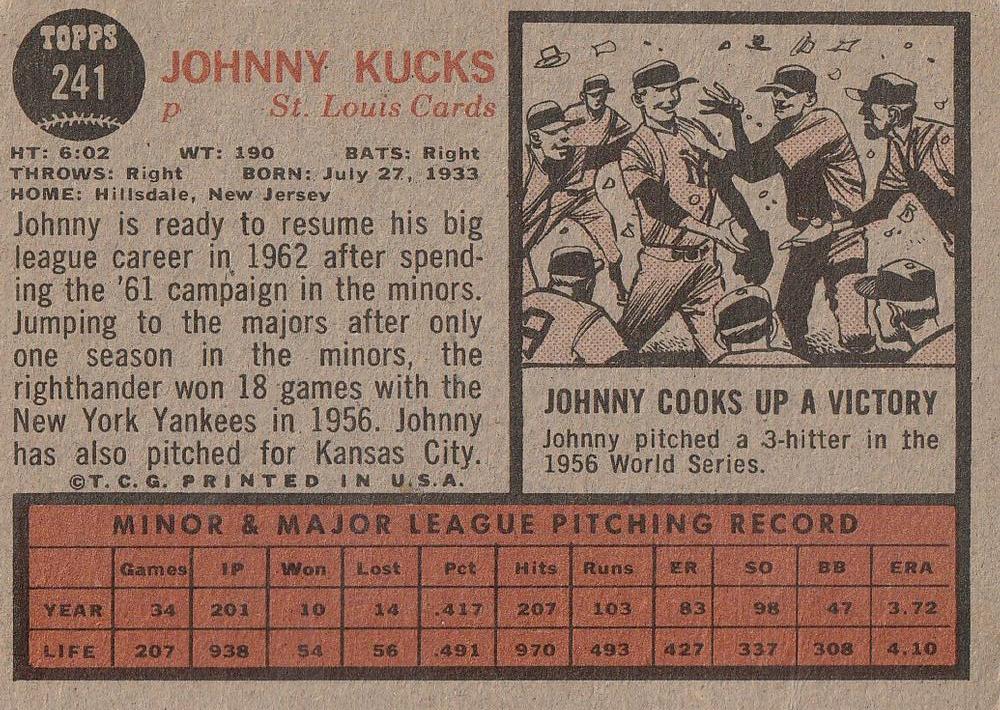 TOPPS
241
JOHNNY KUCKS
p St. Louis Cards
HT: 6:02 WT: 190 BATS: Right
THROWS: Right BORN: July 27, 1933
HOME: Hillsdale, New Jersey
Johnny is ready to resume his big
league career in 1962 after spend-
ing the '61 campaign in the minors.
Jumping to the majors after only
one season in the minors, the
righthander won 18 games with the
New York Yankees in 1956. Johnny
has also pitched for Kansas City.
©T.C.G. PRINTED IN U.S.A.
NY
JOHNNY COOKS UP A VICTORY
Johnny pitched a 3-hitter in the
1956 World Series.
MINOR & MAJOR LEAGUE PITCHING RECORD
Games IP Won Lost Pct Hits Runs ER SO BB ERA
YEAR 34 201 10 14 .417 207 103 83 98 47 3.72
LIFE 207 938 54 56 .491 970 493 427 337 308 4.10